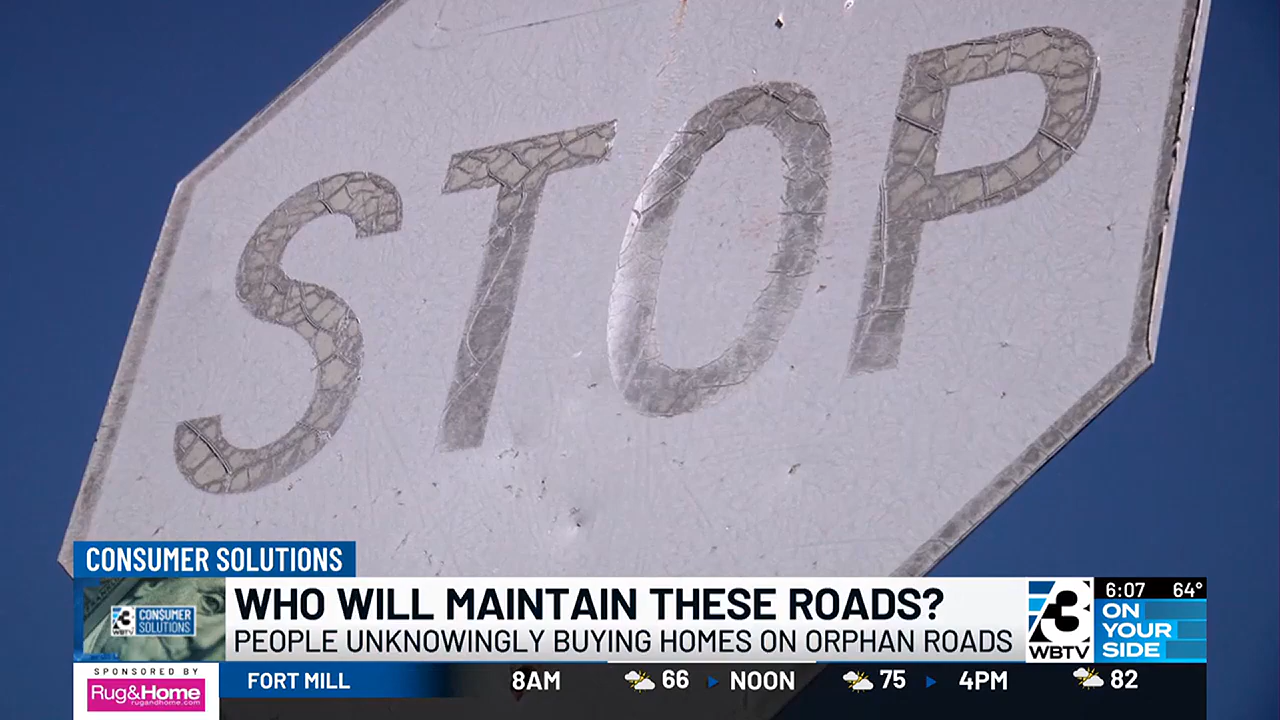 STOP
CONSUMER SOLUTIONS
3 WBTV CONSUMER SOLUTIONS
WHO WILL MAINTAIN THESE ROADS?
PEOPLE UNKNOWINGLY BUYING HOMES ON ORPHAN ROADS
3
WBTV
6:07 64°
ON
YOUR
SIDE
SPONSORED BY
Rug&Home
rugandhome.com
FORT MILL 8AM 66 NOON 75 4PM 82